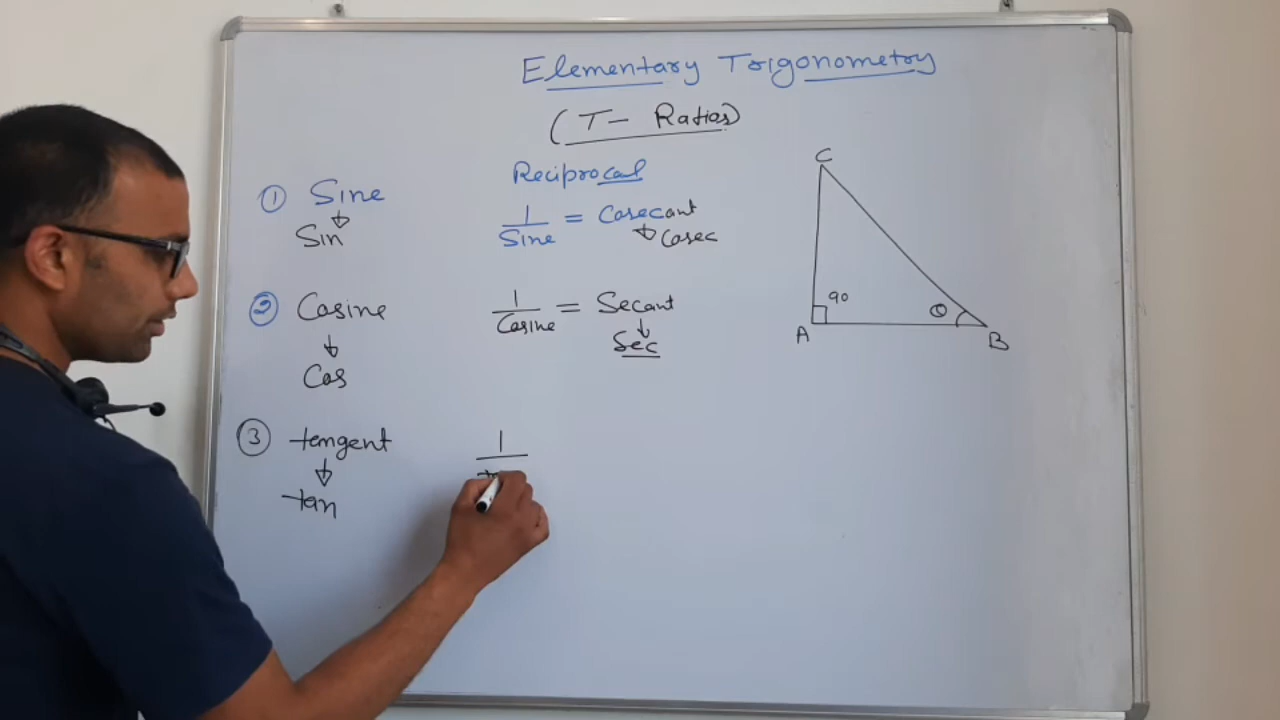 Elementary Trigonometry
(T- Ratios)
Reciprocal
① Sine
Sin
1/Sine = Cosecant
Cosec
② Cosine
Cos
1/Cosine = Secant
Sec
③ tengent
tan
1
C
90
θ
A
B